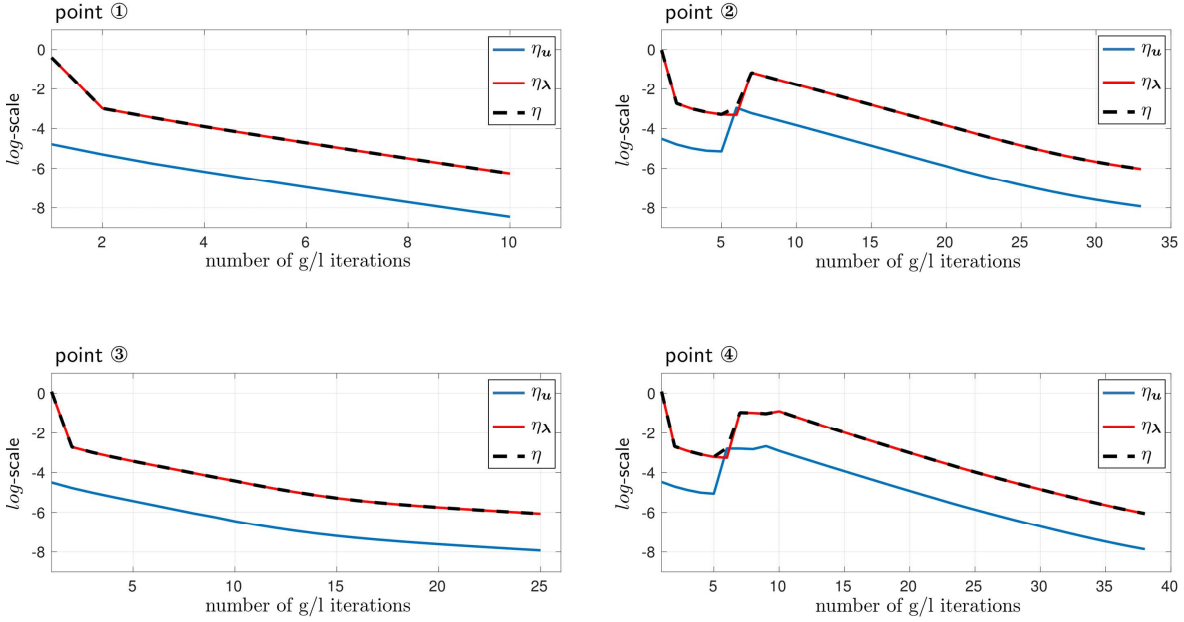 point ①
0
-2
-4
-6
-8
log-scale
2 4 6 8 10
number of g/l iterations
η_u
η_λ
η
point ②
0
-2
-4
-6
-8
log-scale
5 10 15 20 25 30 35
number of g/l iterations
η_u
η_λ
η
point ③
0
-2
-4
-6
-8
log-scale
5 10 15 20 25
number of g/l iterations
η_u
η_λ
η
point ④
0
-2
-4
-6
-8
log-scale
5 10 15 20 25 30 35 40
number of g/l iterations
η_u
η_λ
η